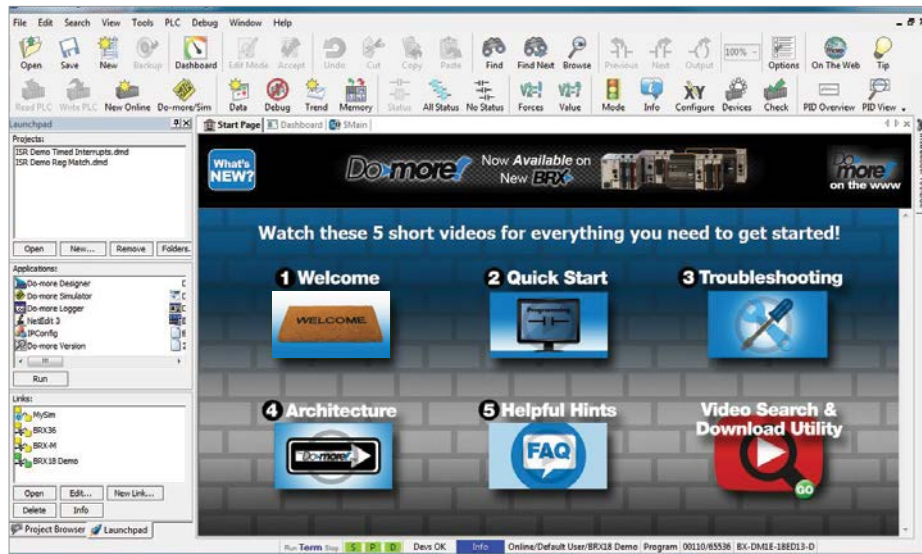 File Edit Search View Tools PLC Debug Window Help
Open Save New Backup Dashboard Edit Mode Accept Undo Cut Copy Paste Find Find Next Browse Previous Next Output 100% Options On The Web Tip
Read PLC Write PLC New Online Do-more/Sim Data Debug Trend Memory Status All Status No Status Forces Value Mode Info Configure Devices Check PID Overview PID View
Launchpad
Start Page Dashboard $Main
Projects:
ISR Demo Timed Interrupts.dmd
ISR Demo Reg Match.dmd
Open New... Remove Folders.
Applications:
Do-more Designer
Do-more Simulator
Do-more Logger
NetEdit 3
IPConfig
Do-more Version
Run
Links:
MySim
BRX36
BRX-M
BRX18 Demo
Open Edit... New Link...
Delete Info
Project Browser Launchpad
What's
NEW?
Do-more!
Now Available on
New BRX
Do-more
on the www
Watch these 5 short videos for everything you need to get started!
1 Welcome
WELCOME
2 Quick Start
Programming
3 Troubleshooting
4 Architecture
Do-more!
5 Helpful Hints
FAQ
Video Search &
Download Utility
GO
Run Term Stop S P D Devs OK Info Online/Default User/BRX18 Demo Program 00110/65536 BX-DM1E-18ED13-D